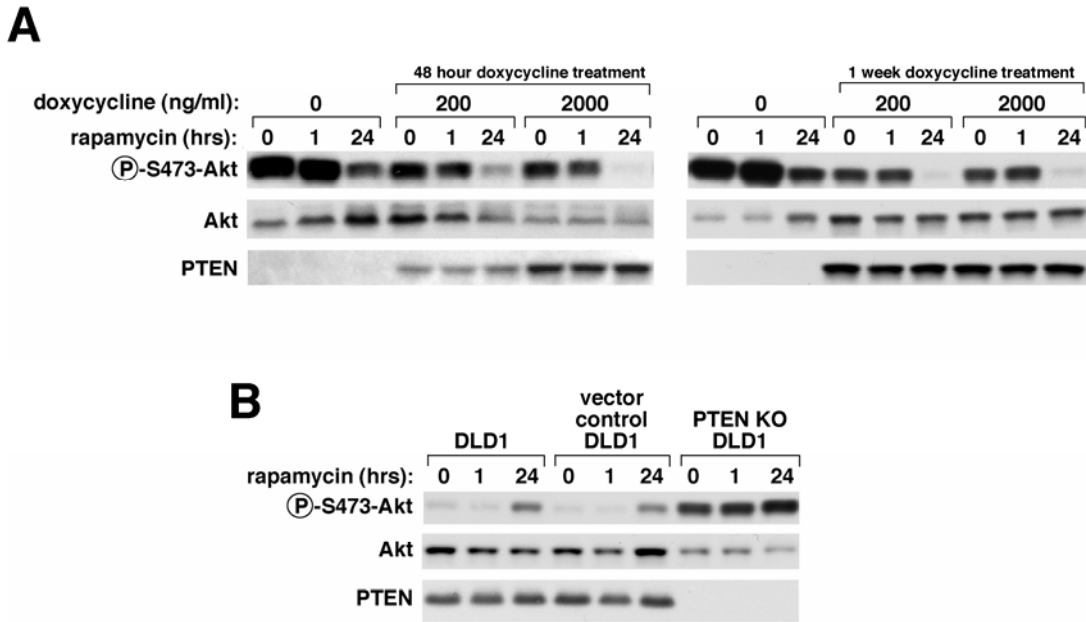 A
48 hour doxycycline treatment 1 week doxycycline treatment
doxycycline (ng/ml): 0 200 2000 0 200 2000
rapamycin (hrs): 0 1 24 0 1 24 0 1 24 0 1 24 0 1 24 0 1 24
Ⓟ-S473-Akt
Akt
PTEN
B
DLD1 vector control DLD1 PTEN KO DLD1
rapamycin (hrs): 0 1 24 0 1 24 0 1 24
Ⓟ-S473-Akt
Akt
PTEN